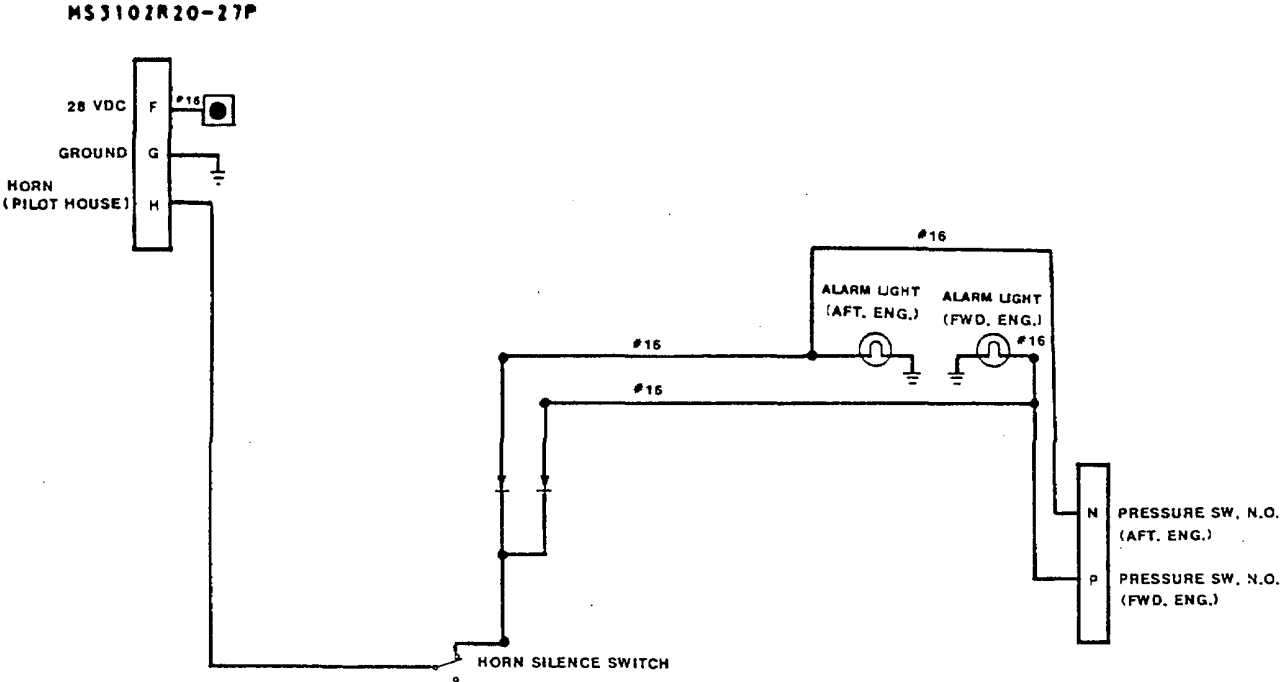 MS3102R20-27P
28 VDC
F
#16
GROUND
G
HORN
(PILOT HOUSE)
H
#16
ALARM LIGHT
(AFT. ENG.)
ALARM LIGHT
(FWD. ENG.)
#16
#16
#16
N
PRESSURE SW, N.O.
(AFT. ENG.)
P
PRESSURE SW, N.O.
(FWD. ENG.)
HORN SILENCE SWITCH